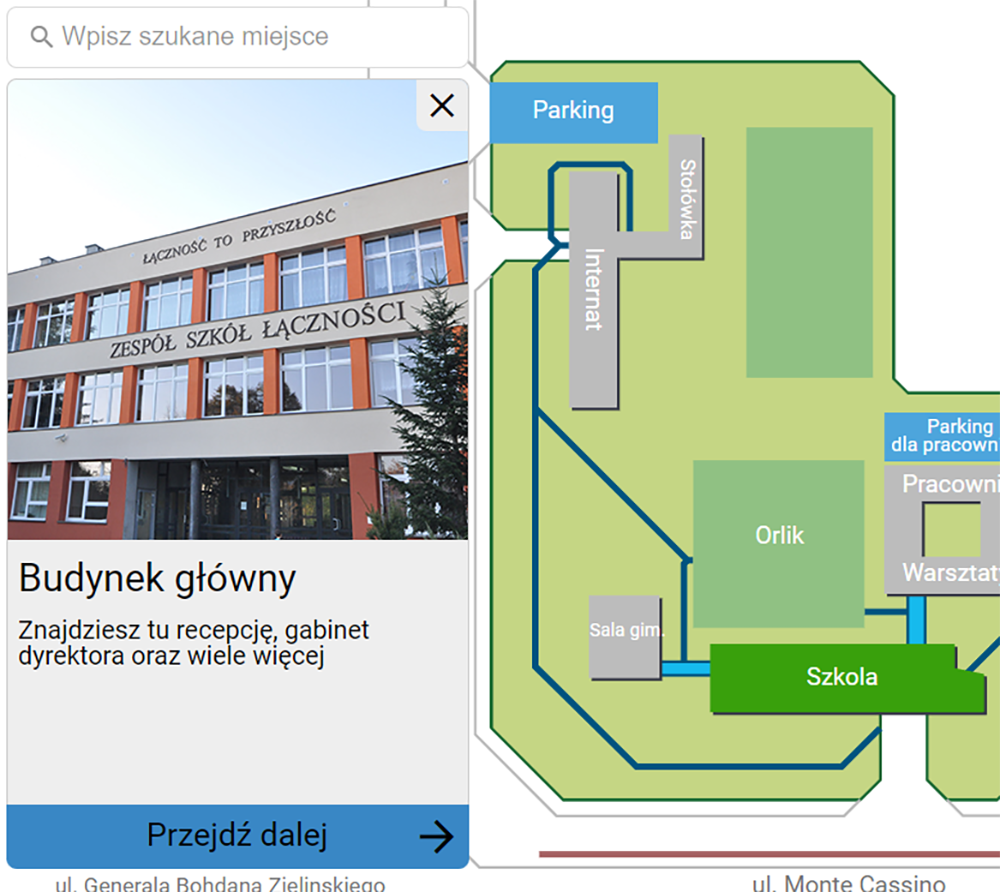 Wpisz szukane miejsce
ŁĄCZNOŚĆ TO PRZYSZŁOŚĆ
ZESPÓŁ SZKÓŁ ŁĄCZNOŚCI
Budynek główny
Znajdziesz tu recepcję, gabinet
dyrektora oraz wiele więcej
Przejdź dalej
ul. Generała Bohdana Zielinskiego
Parking
Stołówka
Internat
Parking
dla pracown
Pracowni
Warsztaty
Orlik
Sala gim.
Szkola
ul. Monte Cassino